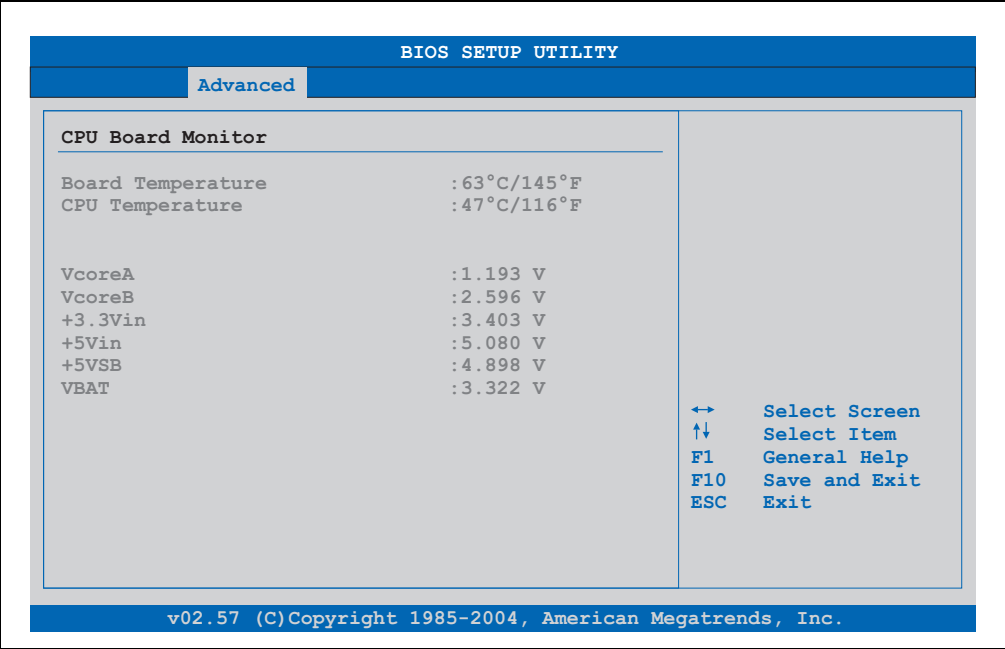 BIOS SETUP UTILITY
Advanced
CPU Board Monitor
Board Temperature :63°C/145°F
CPU Temperature :47°C/116°F
VcoreA :1.193 V
VcoreB :2.596 V
+3.3Vin :3.403 V
+5Vin :5.080 V
+5VSB :4.898 V
VBAT :3.322 V
↔ Select Screen
↑↓ Select Item
F1 General Help
F10 Save and Exit
ESC Exit
v02.57 (C)Copyright 1985-2004, American Megatrends, Inc.